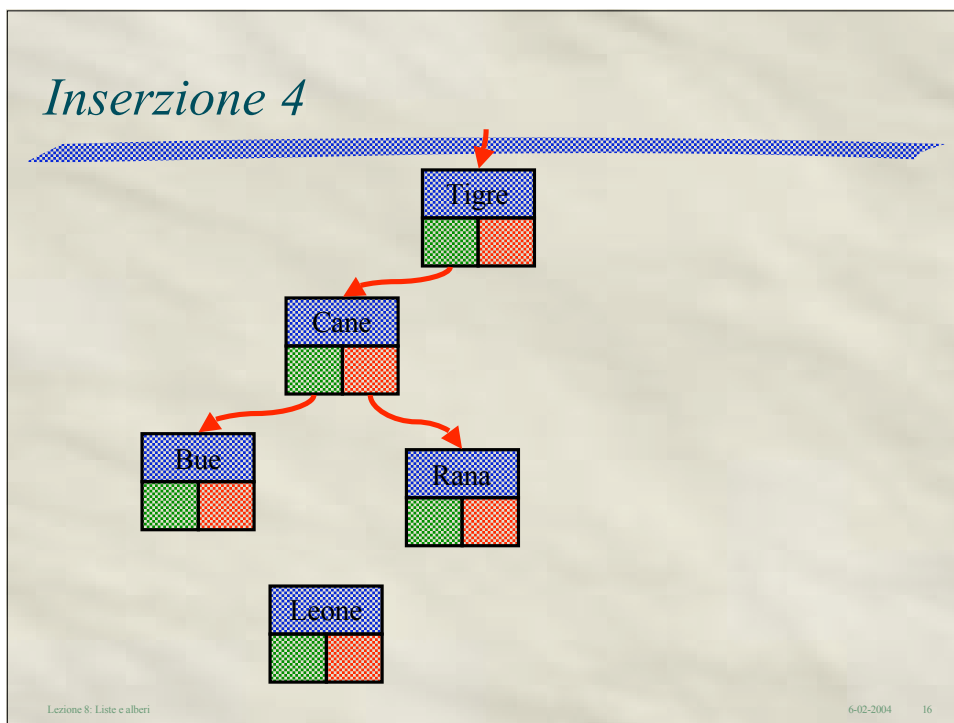 Inserzione 4
Tigre
Cane
Bue
Rana
Leone
Lezione 8: Liste e alberi
6-02-2004
16